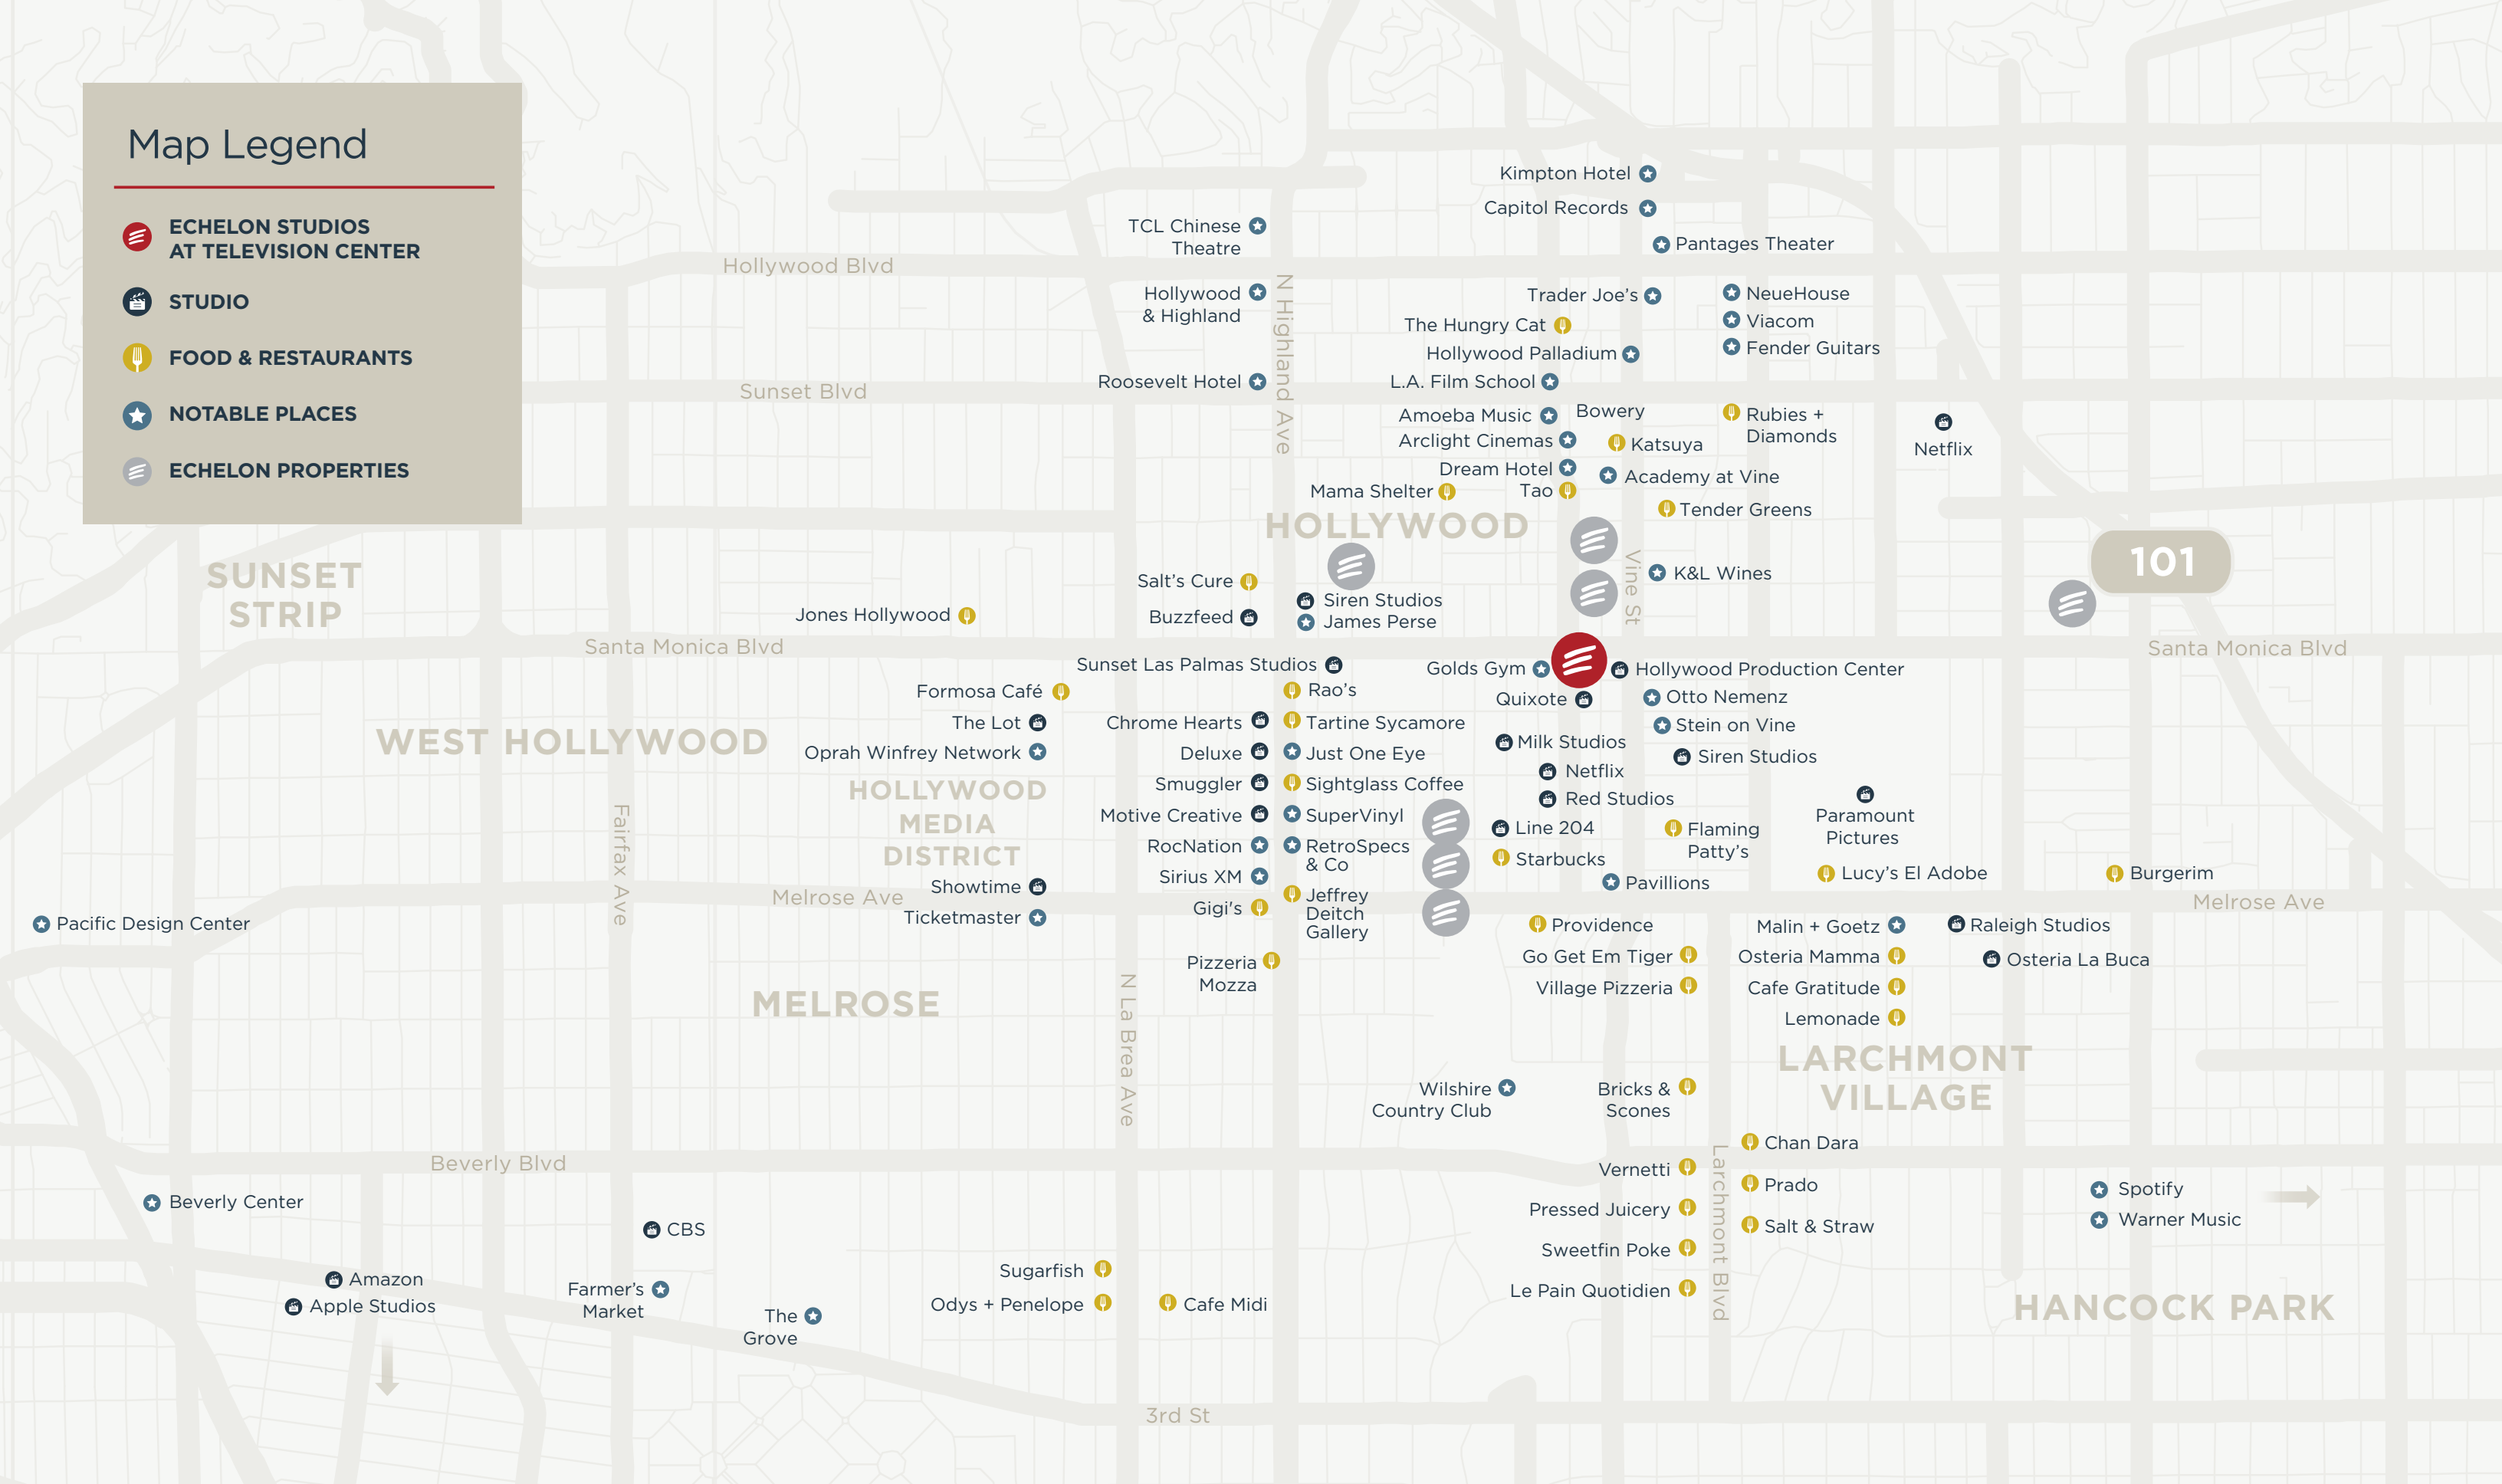 Map Legend
ECHELON STUDIOS
AT TELEVISION CENTER
STUDIO
FOOD & RESTAURANTS
NOTABLE PLACES
ECHELON PROPERTIES
Kimpton Hotel
Capitol Records
TCL Chinese
Theatre
Pantages Theater
Hollywood Blvd
N Highland Ave
Hollywood
& Highland
Trader Joe's
NeueHouse
The Hungry Cat
Viacom
Hollywood Palladium
Fender Guitars
Roosevelt Hotel
L.A. Film School
Sunset Blvd
Amoeba Music
Bowery
Rubies +
Diamonds
Arclight Cinemas
Katsuya
Netflix
Dream Hotel
Academy at Vine
Mama Shelter
Tao
Tender Greens
HOLLYWOOD
101
SUNSET
STRIP
Vine St
K&L Wines
Salt's Cure
Siren Studios
Jones Hollywood
Buzzfeed
James Perse
Santa Monica Blvd
Santa Monica Blvd
Sunset Las Palmas Studios
Golds Gym
Hollywood Production Center
Formosa Café
Rao's
Quixote
Otto Nemenz
The Lot
Chrome Hearts
Tartine Sycamore
Stein on Vine
WEST HOLLYWOOD
Milk Studios
Oprah Winfrey Network
Deluxe
Just One Eye
Siren Studios
Netflix
HOLLYWOOD
MEDIA
DISTRICT
Smuggler
Sightglass Coffee
Red Studios
Fairfax Ave
Motive Creative
SuperVinyl
Paramount
Pictures
Line 204
Flaming
Patty's
RocNation
RetroSpecs
& Co
Starbucks
Sirius XM
Lucy's El Adobe
Burgerim
Showtime
Pavillions
Melrose Ave
Jeffrey
Deitch
Gallery
Melrose Ave
Gigi's
Ticketmaster
Pacific Design Center
Providence
Malin + Goetz
Raleigh Studios
Go Get Em Tiger
Osteria Mamma
Osteria La Buca
Pizzeria
Mozza
Village Pizzeria
Cafe Gratitude
MELROSE
Lemonade
N La Brea Ave
LARCHMONT
VILLAGE
Wilshire
Country Club
Bricks &
Scones
Chan Dara
Beverly Blvd
Vernetti
Larchmont Blvd
Prado
Spotify
Beverly Center
Pressed Juicery
Warner Music
Salt & Straw
CBS
Sweetfin Poke
Sugarfish
Amazon
Farmer's
Market
Le Pain Quotidien
Apple Studios
Odys + Penelope
Cafe Midi
HANCOCK PARK
The
Grove
3rd St